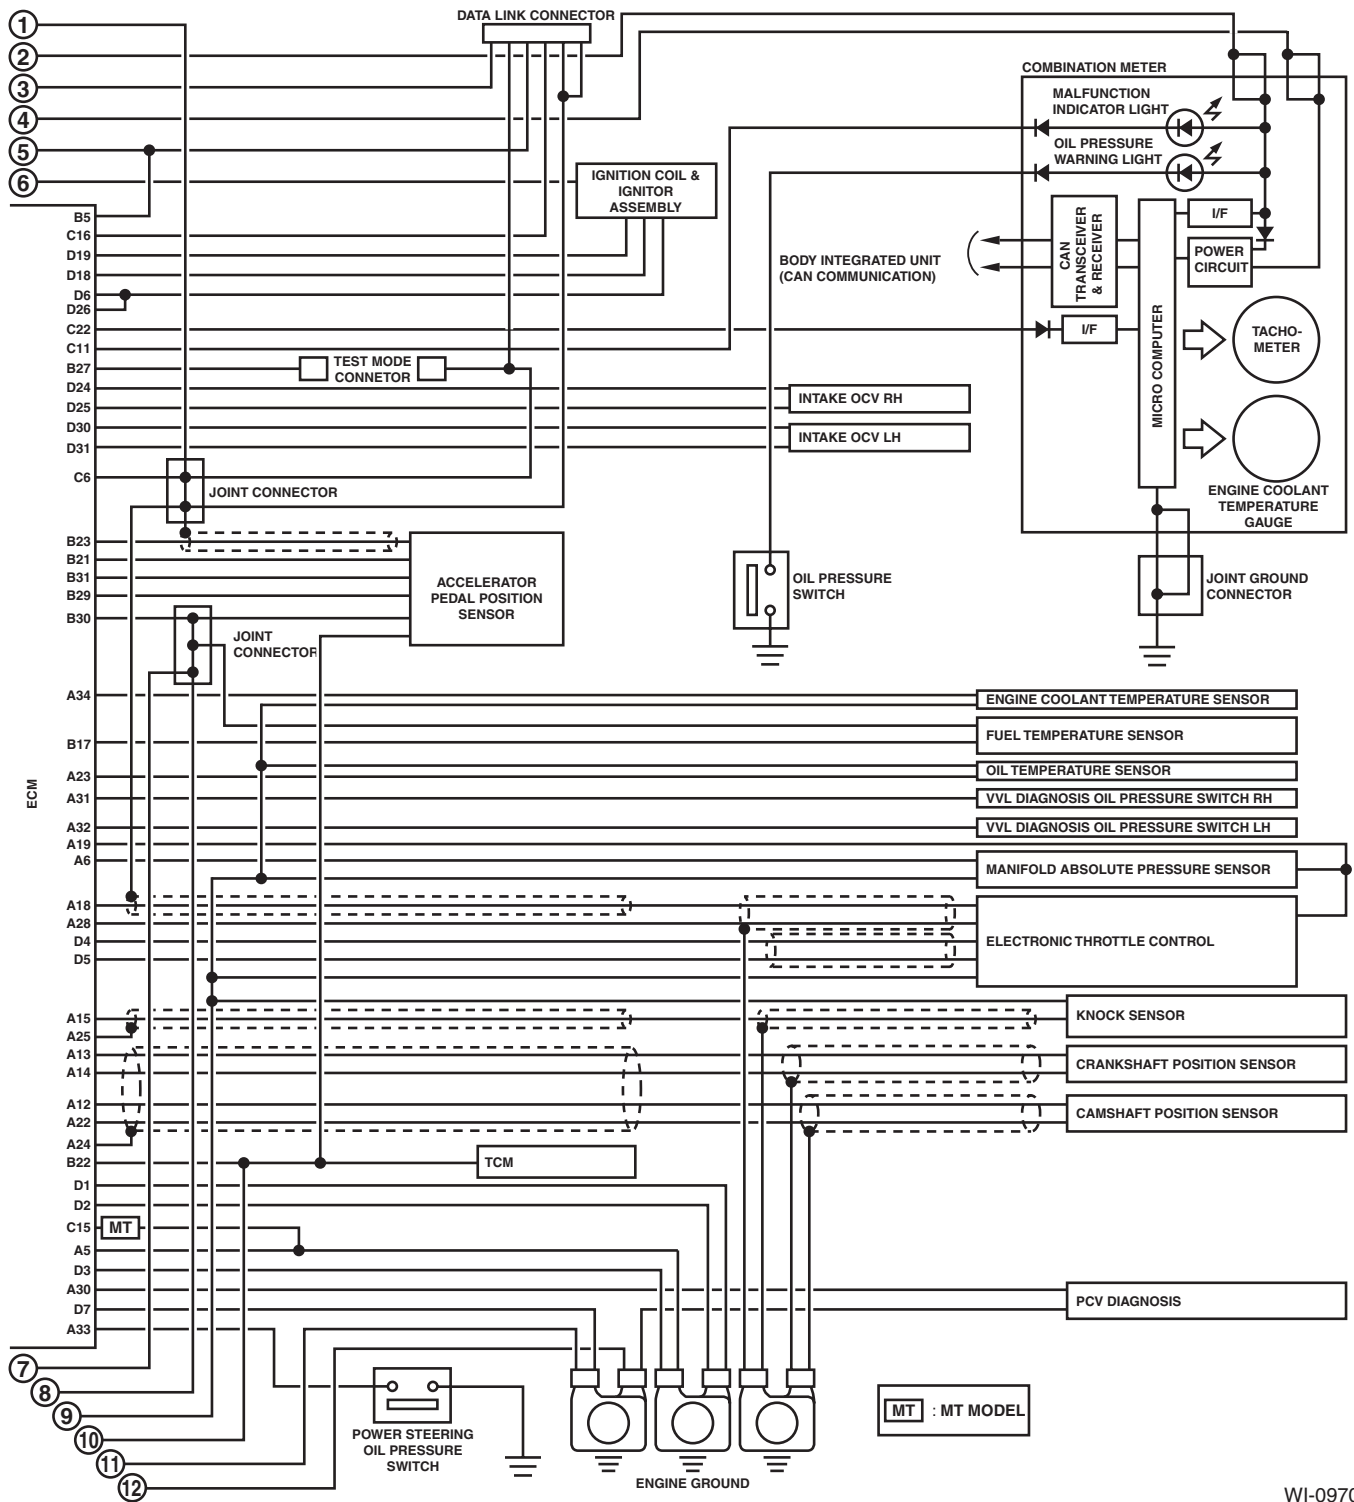 1
DATA LINK CONNECTOR
2
3
COMBINATION METER
4
MALFUNCTION
INDICATOR LIGHT
5
OIL PRESSURE
WARNING LIGHT
6
IGNITION COIL &
IGNITOR
ASSEMBLY
B5
C16
D19
D18
D6
D26
C22
C11
B27
D24
D25
D30
D31
C6
BODY INTEGRATED UNIT
(CAN COMMUNICATION)
CAN
TRANSCEIVER
& RECEIVER
I/F
POWER
CIRCUIT
I/F
MICRO COMPUTER
TACHO-
METER
ENGINE COOLANT
TEMPERATURE
GAUGE
TEST MODE
CONNETOR
INTAKE OCV RH
INTAKE OCV LH
JOINT CONNECTOR
B23
B21
B31
B29
B30
ACCELERATOR
PEDAL POSITION
SENSOR
OIL PRESSURE
SWITCH
JOINT GROUND
CONNECTOR
JOINT
CONNECTOR
ECM
A34
ENGINE COOLANT TEMPERATURE SENSOR
B17
FUEL TEMPERATURE SENSOR
A23
OIL TEMPERATURE SENSOR
A31
VVL DIAGNOSIS OIL PRESSURE SWITCH RH
A32
VVL DIAGNOSIS OIL PRESSURE SWITCH LH
A19
A6
MANIFOLD ABSOLUTE PRESSURE SENSOR
A18
A28
D4
ELECTRONIC THROTTLE CONTROL
D5
A15
KNOCK SENSOR
A25
A13
A14
CRANKSHAFT POSITION SENSOR
A12
A22
CAMSHAFT POSITION SENSOR
A24
B22
TCM
D1
D2
C15
MT
A5
D3
A30
PCV DIAGNOSIS
D7
A33
7
8
9
10
11
12
POWER STEERING
OIL PRESSURE
SWITCH
ENGINE GROUND
MT : MT MODEL
WI-0970